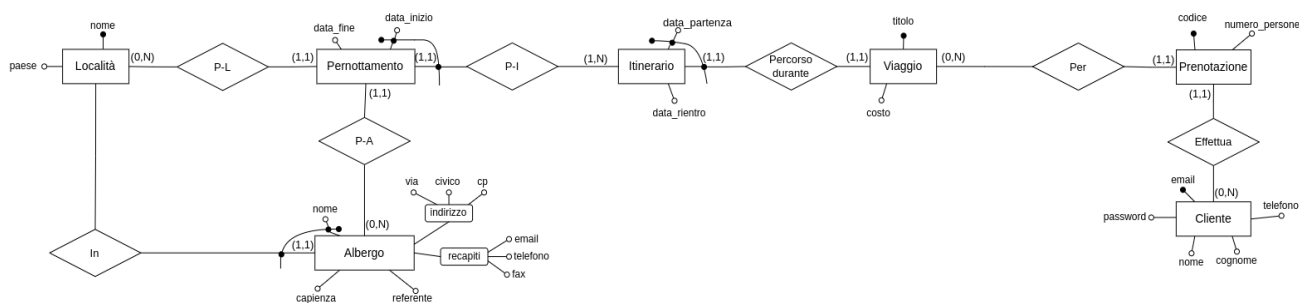 nome
paese
Località
(0,N)
P-L
(1,1)
data_fine
data_inizio
Pernottamento
(1,1)
(1,1)
P-I
(1,N)
data_partenza
Itinerario
(1,1)
data_rientro
Percorso
durante
(1,1)
titolo
Viaggio
(0,N)
costo
Per
(1,1)
codice
numero_persone
Prenotazione
(1,1)
P-A
Effettua
via
civico
cp
indirizzo
nome
(0,N)
In
(1,1)
Albergo
recapiti
email
telefono
fax
capienza
referente
email
(0,N)
telefono
password
Cliente
nome
cognome